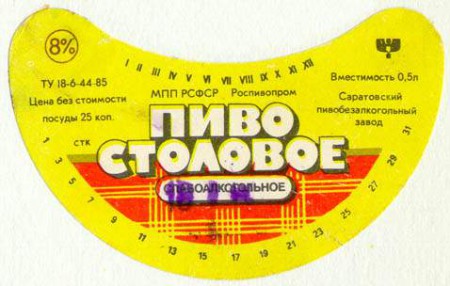 8%
I II III IV V VI VII VIII IX X XI XII
ТУ 18-6-44-85
Цена без стоимости
посуды 25 коп.
стк
МПП РСФСР Роспивопром
Вместимость 0,5л
Саратовский
пивобезалкогольный
завод
ПИВО
СТОЛОВОЕ
СЛАБОАЛКОГОЛЬНОЕ
1 3 5 7 9 11 13 15 17 19 21 23 25 27 29 31